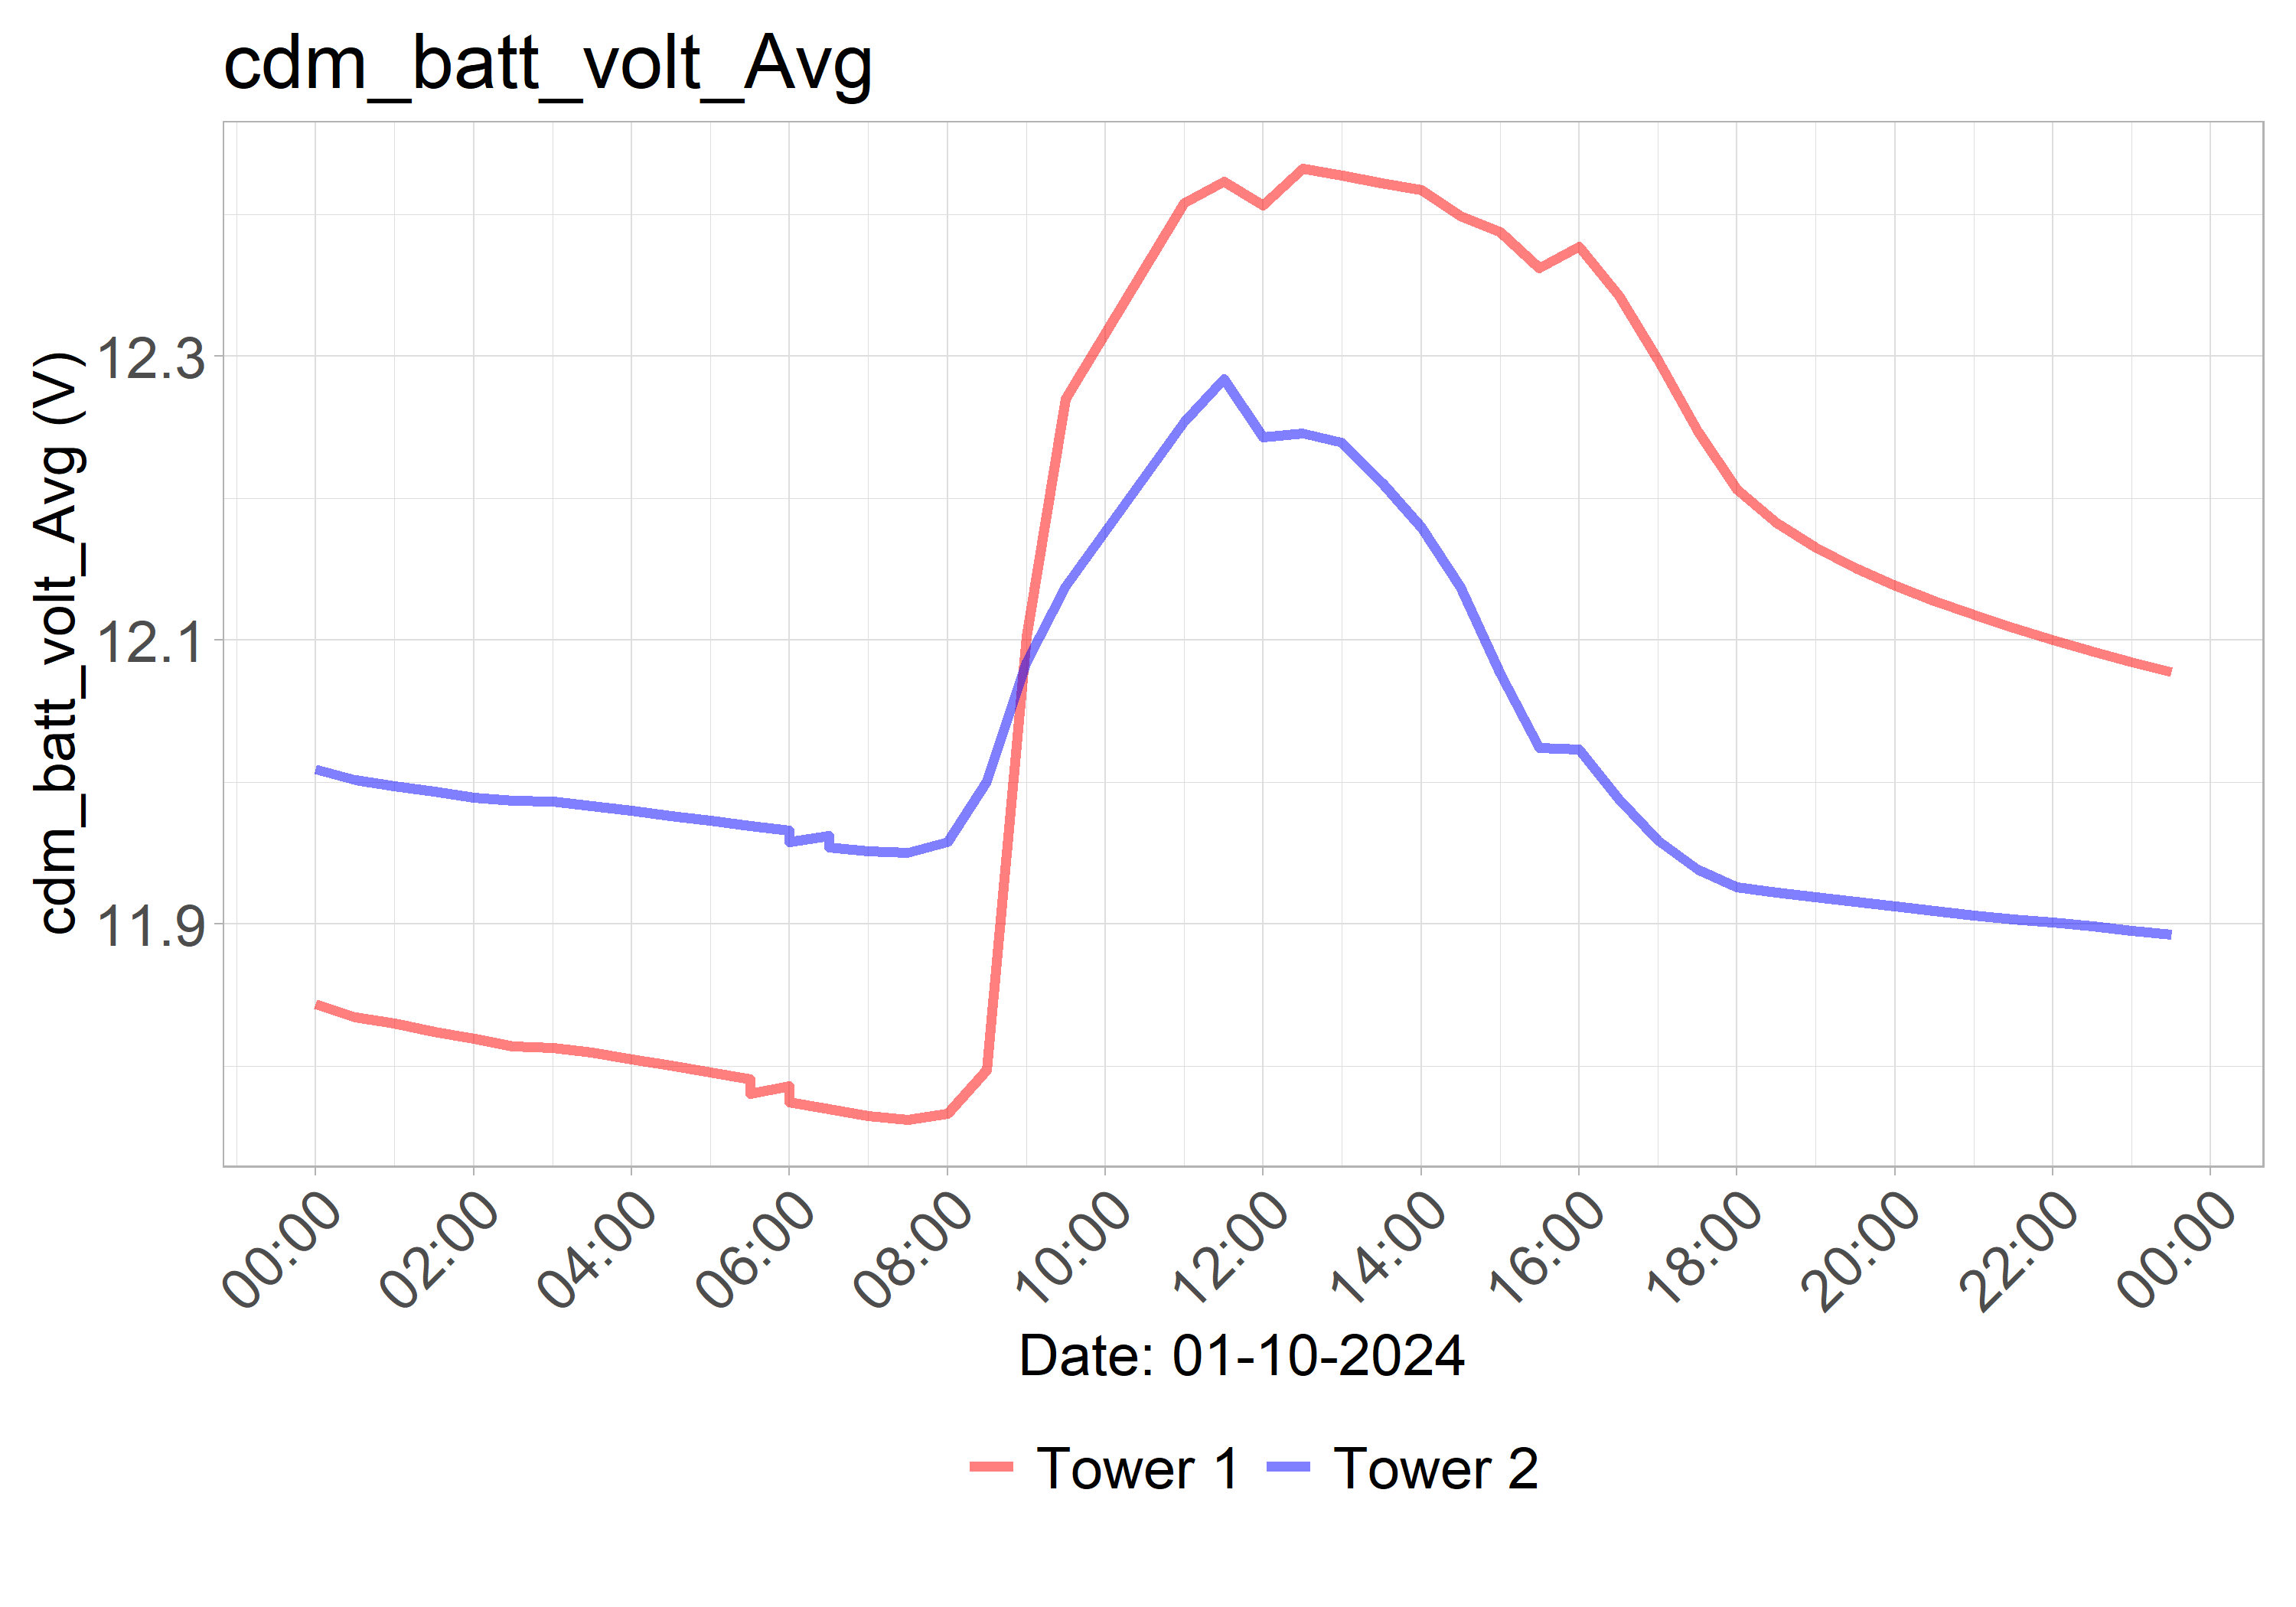 cdm_batt_volt_Avg
cdm_batt_volt_Avg (V)
12.3
12.1
11.9
00:00 02:00 04:00 06:00 08:00 10:00 12:00 14:00 16:00 18:00 20:00 22:00 00:00
Date: 01-10-2024
Tower 1 Tower 2